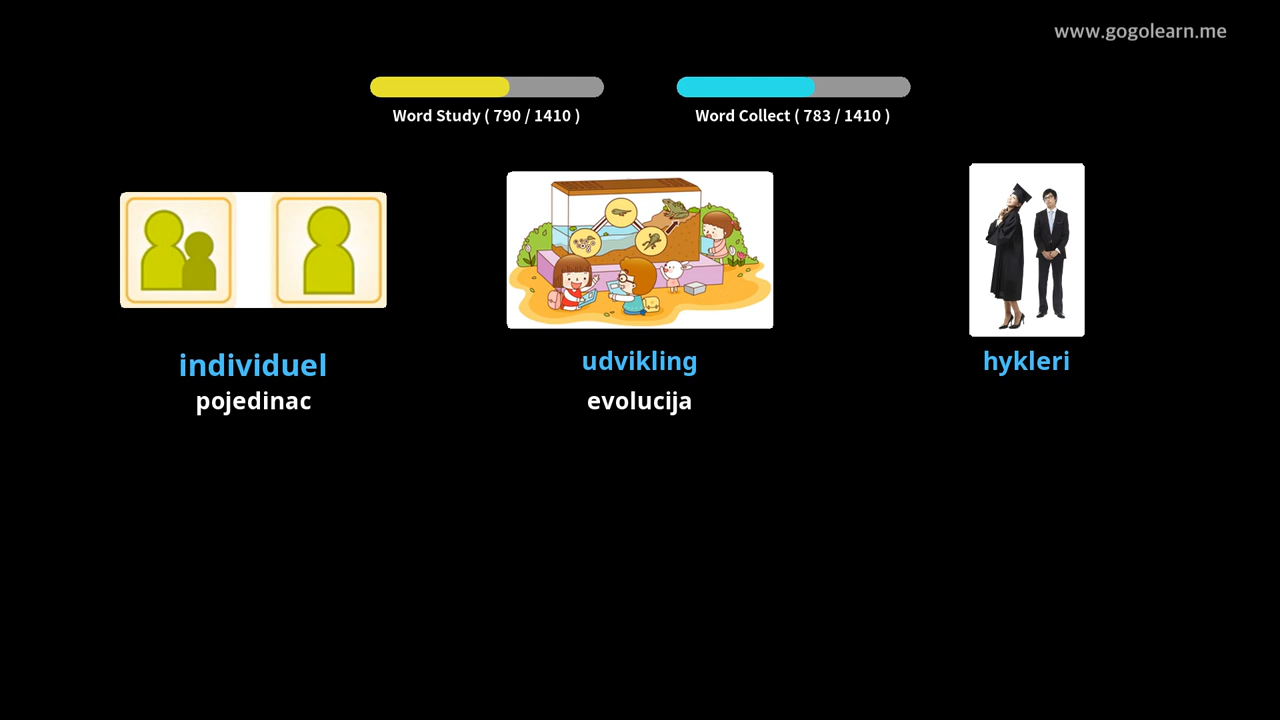 www.gogolearn.me
Word Study ( 790 / 1410 )
Word Collect ( 783 / 1410 )
individuel
pojedinac
udvikling
evolucija
hykleri